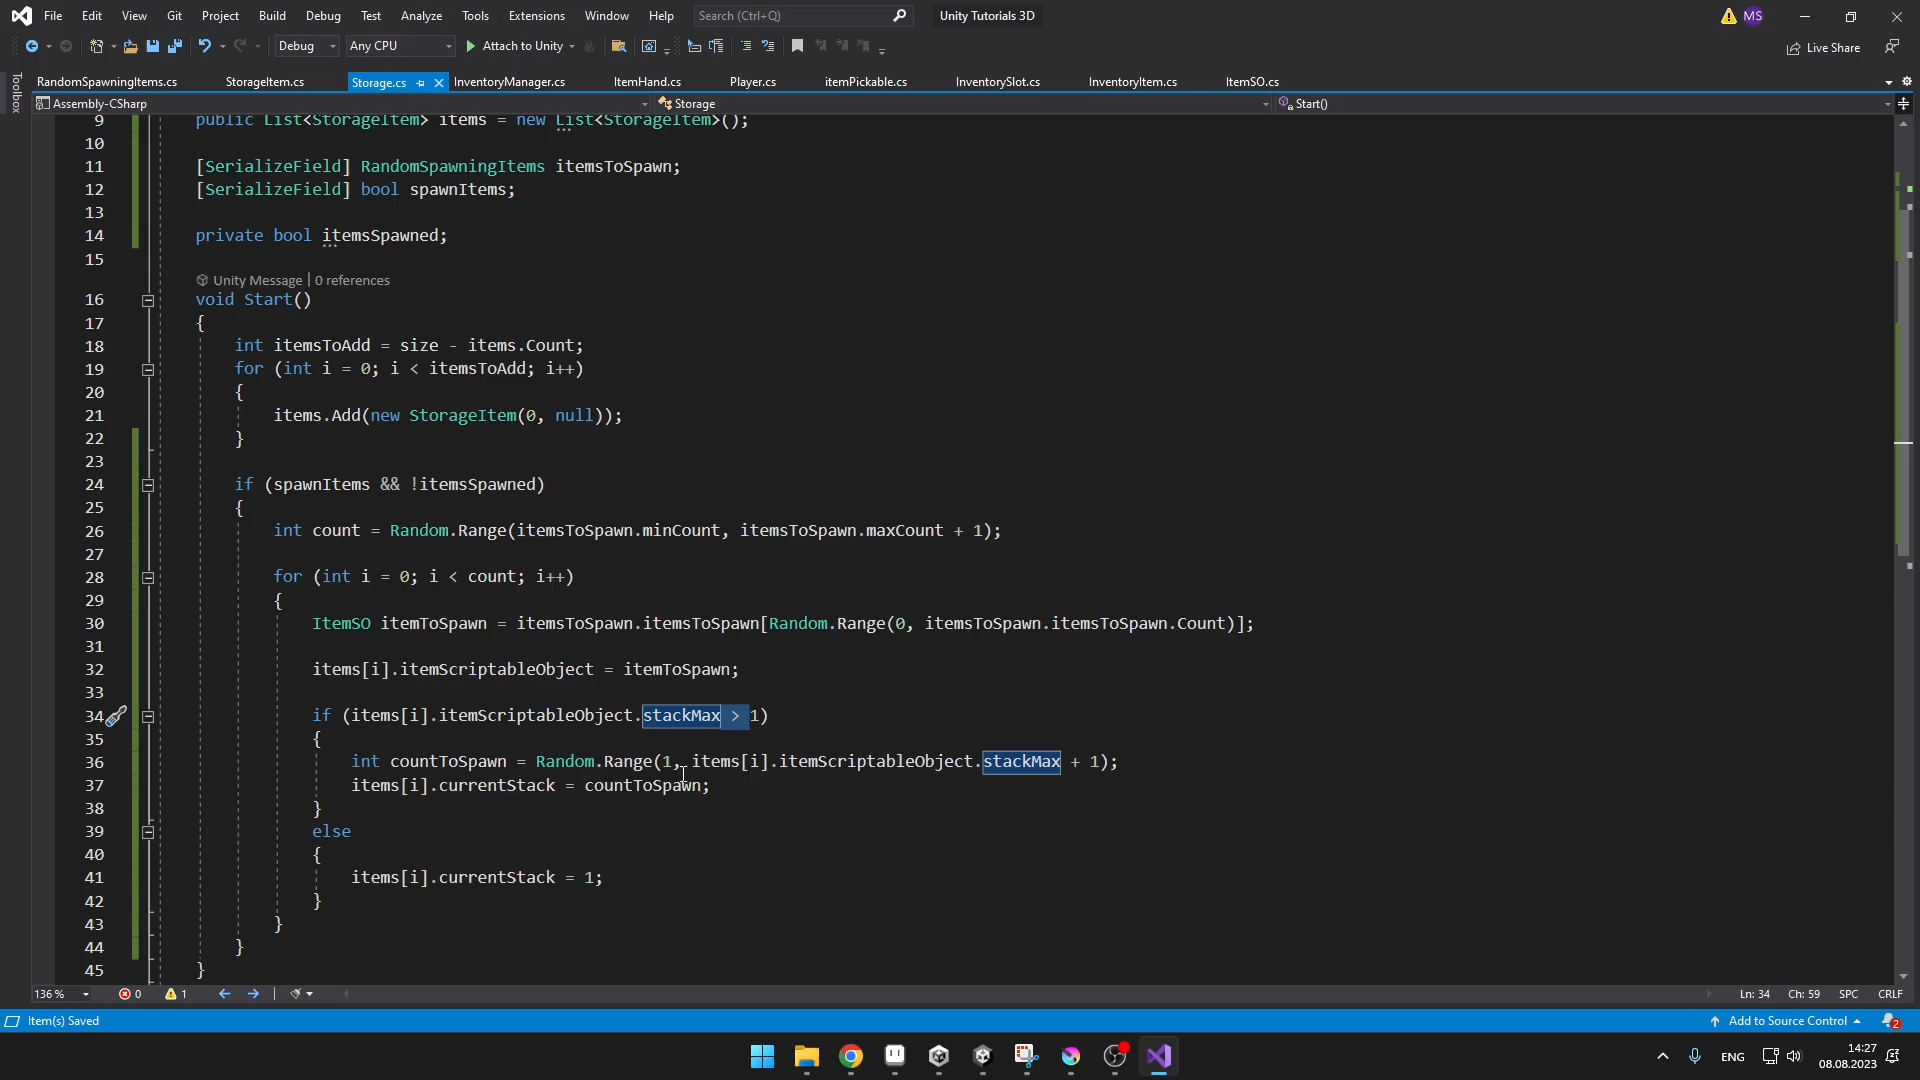 File Edit View Git Project Build Debug Test Analyze Tools Extensions Window Help Search (Ctrl+Q) Unity Tutorials 3D MS
Debug Any CPU Attach to Unity Live Share
Toolbox
RandomSpawningItems.cs StorageItem.cs Storage.cs InventoryManager.cs ItemHand.cs Player.cs itemPickable.cs InventorySlot.cs InventoryItem.cs ItemSO.cs
Assembly-CSharp Storage Start()
9 public List<StorageItem> items = new List<StorageItem>();
10
11 [SerializeField] RandomSpawningItems itemsToSpawn;
12 [SerializeField] bool spawnItems;
13
14 private bool itemsSpawned;
15
Unity Message | 0 references
16 void Start()
17 {
18 int itemsToAdd = size - items.Count;
19 for (int i = 0; i < itemsToAdd; i++)
20 {
21 items.Add(new StorageItem(0, null));
22 }
23
24 if (spawnItems && !itemsSpawned)
25 {
26 int count = Random.Range(itemsToSpawn.minCount, itemsToSpawn.maxCount + 1);
27
28 for (int i = 0; i < count; i++)
29 {
30 ItemSO itemToSpawn = itemsToSpawn.itemsToSpawn[Random.Range(0, itemsToSpawn.itemsToSpawn.Count)];
31
32 items[i].itemScriptableObject = itemToSpawn;
33
34 if (items[i].itemScriptableObject.stackMax > 1)
35 {
36 int countToSpawn = Random.Range(1, items[i].itemScriptableObject.stackMax + 1);
37 items[i].currentStack = countToSpawn;
38 }
39 else
40 {
41 items[i].currentStack = 1;
42 }
43 }
44 }
45 }
136 % 0 1 Ln: 34 Ch: 59 SPC CRLF
Item(s) Saved Add to Source Control 2
ENG 14:27
08.08.2023